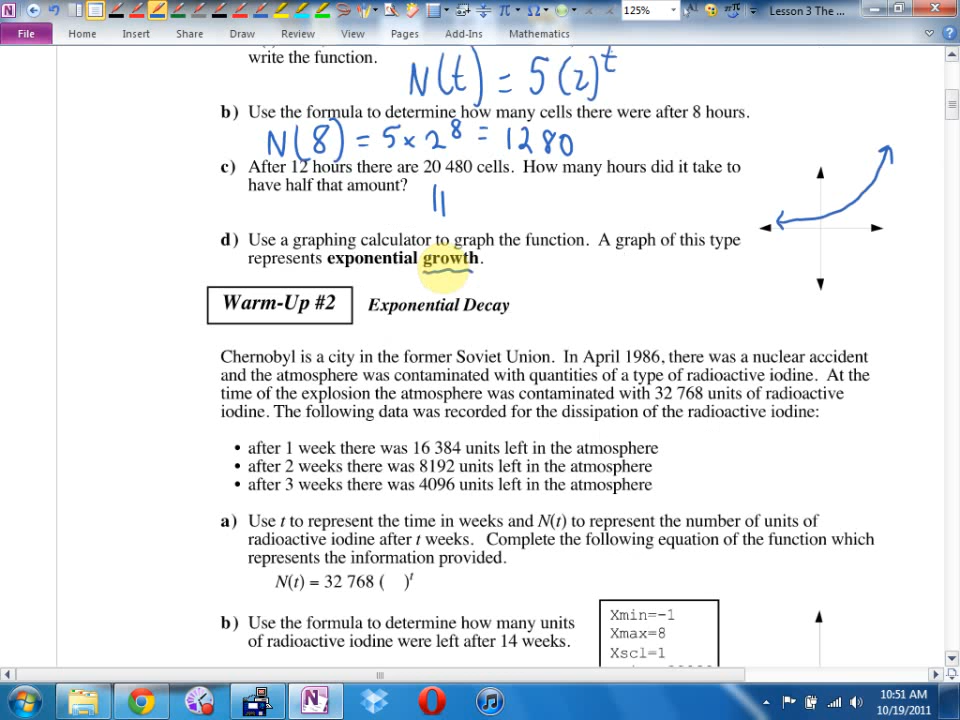 125%
Lesson 3 The ...
File Home Insert Share Draw Review View Pages Add-Ins Mathematics
write the function.
N(t) = 5(2)^t
b) Use the formula to determine how many cells there were after 8 hours.
N(8) = 5 × 2^8 = 1280
c) After 12 hours there are 20 480 cells. How many hours did it take to
have half that amount?
11
d) Use a graphing calculator to graph the function. A graph of this type
represents exponential growth.
Warm-Up #2 Exponential Decay
Chernobyl is a city in the former Soviet Union. In April 1986, there was a nuclear accident
and the atmosphere was contaminated with quantities of a type of radioactive iodine. At the
time of the explosion the atmosphere was contaminated with 32 768 units of radioactive
iodine. The following data was recorded for the dissipation of the radioactive iodine:
• after 1 week there was 16 384 units left in the atmosphere
• after 2 weeks there was 8192 units left in the atmosphere
• after 3 weeks there was 4096 units left in the atmosphere
a) Use t to represent the time in weeks and N(t) to represent the number of units of
radioactive iodine after t weeks. Complete the following equation of the function which
represents the information provided.
N(t) = 32 768 ( )^t
b) Use the formula to determine how many units
of radioactive iodine were left after 14 weeks.
Xmin=-1
Xmax=8
Xscl=1
10:51 AM
10/19/2011